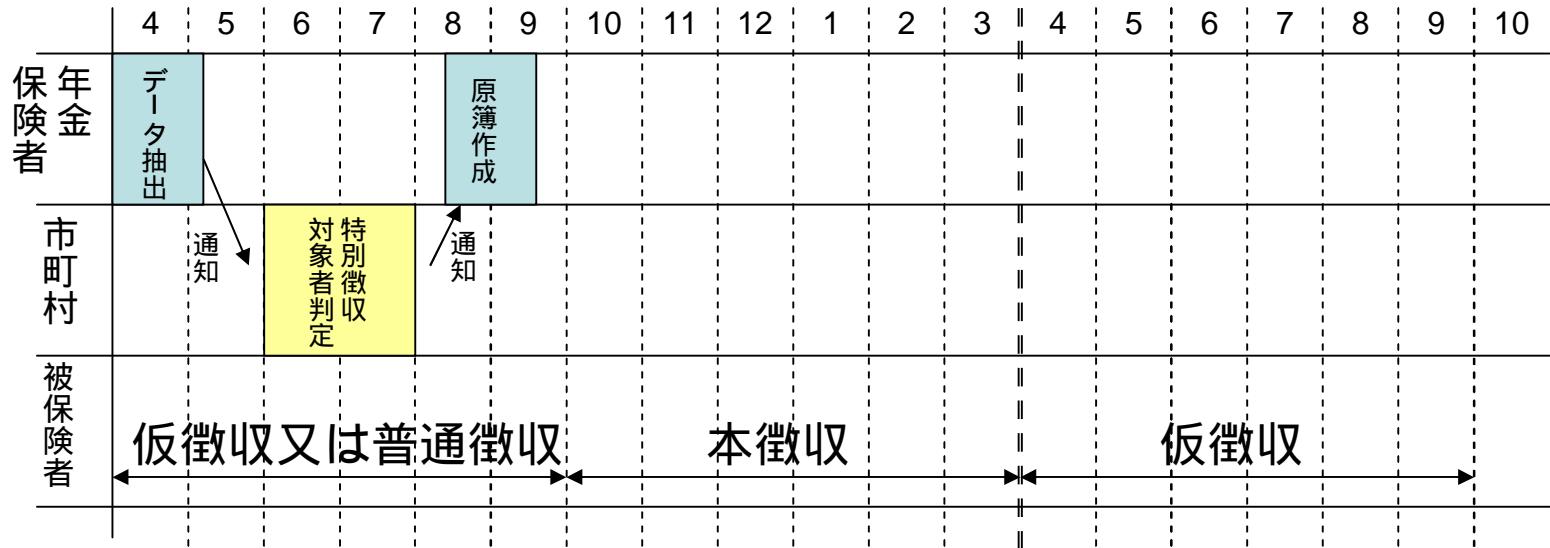 4 5 6 7 8 9 10 11 12 1 2 3 4 5 6 7 8 9 10
年金
保険者
データ抽出
原簿作成
市町村
通知
特別徴収
対象者判定
通知
被保険者
仮徴収又は普通徴収
本徴収
仮徴収